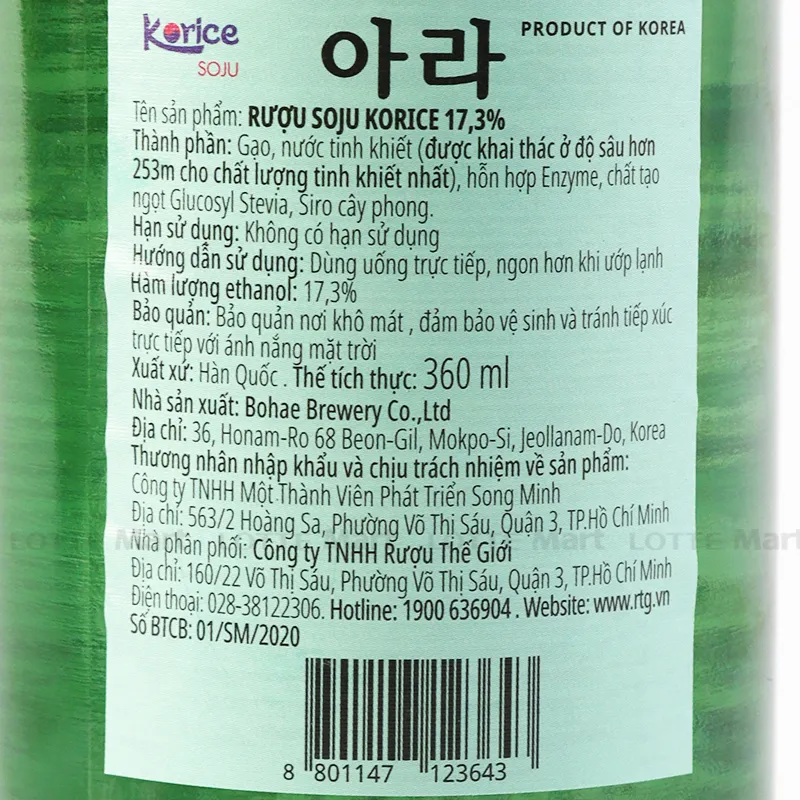 Korice
SOJU
아라
PRODUCT OF KOREA
Tên sản phẩm: RƯỢU SOJU KORICE 17,3%
Thành phần: Gạo, nước tinh khiết (được khai thác ở độ sâu hơn
253m cho chất lượng tinh khiết nhất), hỗn hợp Enzyme, chất tạo
ngọt Glucosyl Stevia, Siro cây phong.
Hạn sử dụng: Không có hạn sử dụng
Hướng dẫn sử dụng: Dùng uống trực tiếp, ngon hơn khi ướp lạnh
Hàm lượng ethanol: 17,3%
Bảo quản: Bảo quản nơi khô mát , đảm bảo vệ sinh và tránh tiếp xúc
trực tiếp với ánh nắng mặt trời
Xuất xứ: Hàn Quốc . Thể tích thực: 360 ml
Nhà sản xuất: Bohae Brewery Co.,Ltd
Địa chỉ: 36, Honam-Ro 68 Beon-Gil, Mokpo-Si, Jeollanam-Do, Korea
Thương nhân nhập khẩu và chịu trách nhiệm về sản phẩm:
Công ty TNHH Một Thành Viên Phát Triển Song Minh
Địa chỉ: 563/2 Hoàng Sa, Phường Võ Thị Sáu, Quận 3, TP.Hồ Chí Minh
LOTTE Mart LOTTE Mart LOTTE Mart LOTTE Mart
Nhà phân phối: Công ty TNHH Rượu Thế Giới
Địa chỉ: 160/22 Võ Thị Sáu, Phường Võ Thị Sáu, Quận 3, TP.Hồ Chí Minh
Điện thoại: 028-38122306. Hotline: 1900 636904 . Website: www.rtg.vn
Số BTCB: 01/SM/2020
8 801147 123643